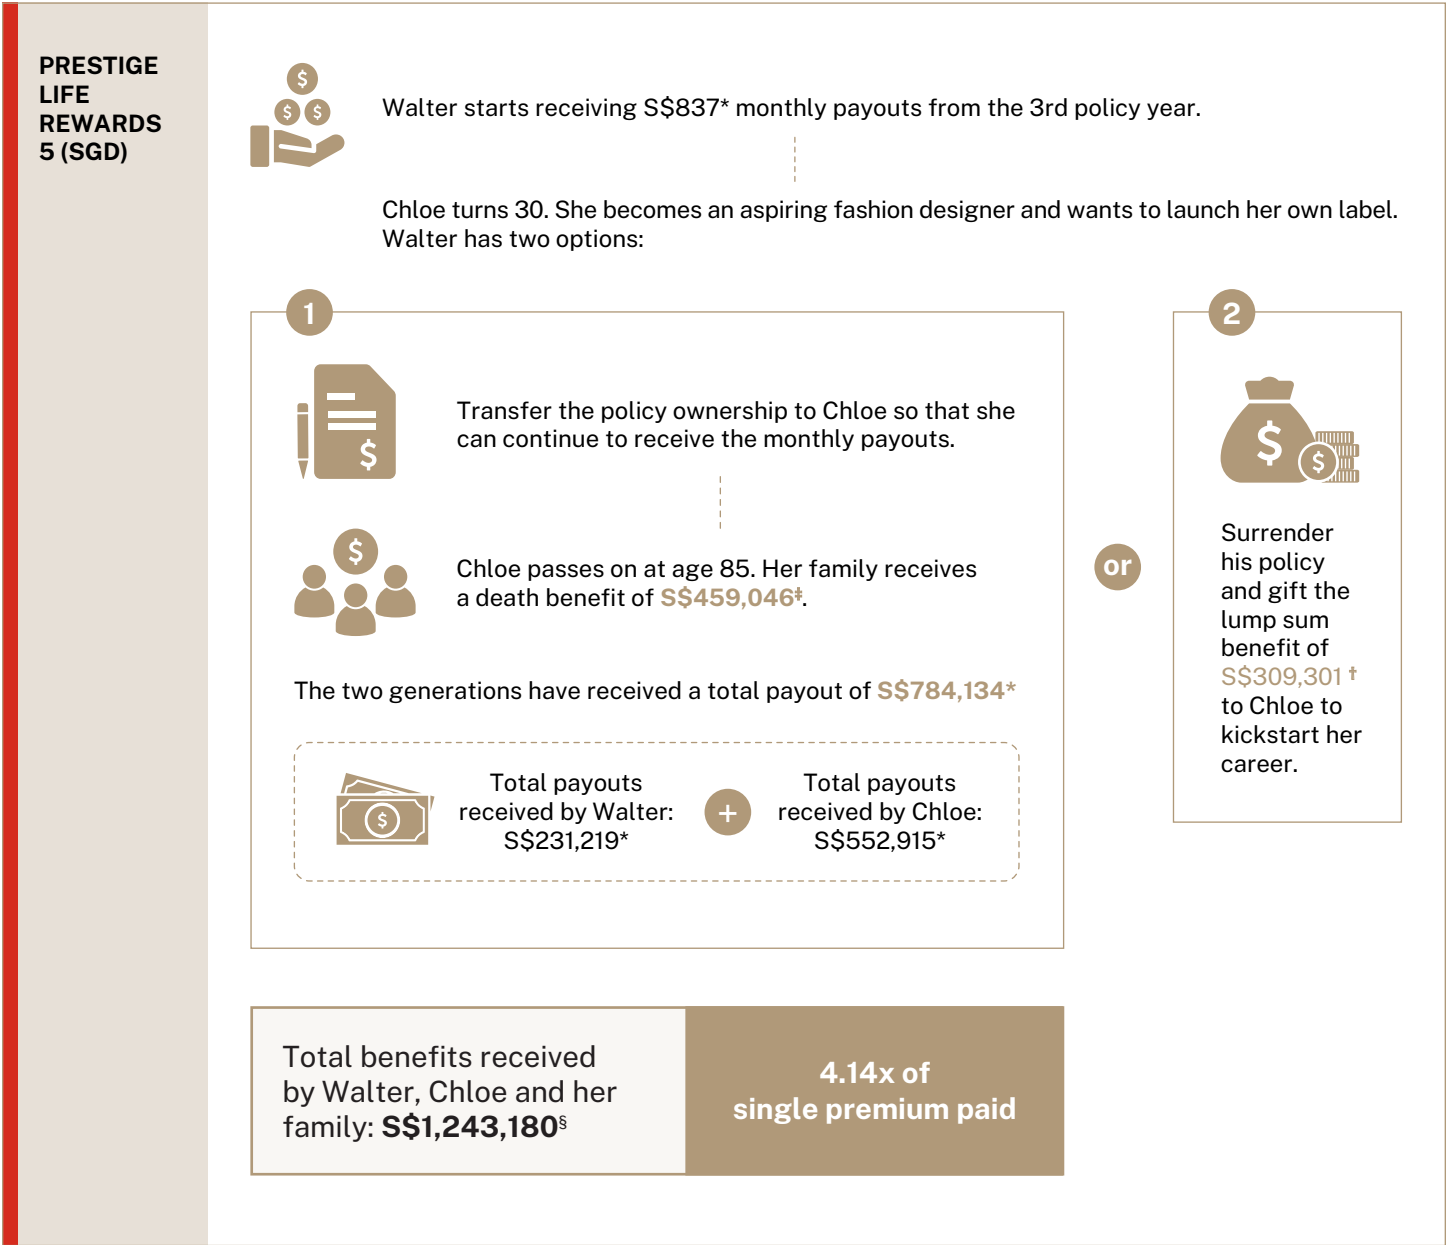 PRESTIGE
LIFE
REWARDS
5 (SGD)
$
$
$
Walter starts receiving S$837* monthly payouts from the 3rd policy year.
Chloe turns 30. She becomes an aspiring fashion designer and wants to launch her own label.
Walter has two options:
1
$
Transfer the policy ownership to Chloe so that she
can continue to receive the monthly payouts.
$
Chloe passes on at age 85. Her family receives
a death benefit of S$459,046‡.
The two generations have received a total payout of S$784,134*
$
Total payouts
received by Walter:
S$231,219*
+
Total payouts
received by Chloe:
S$552,915*
or
2
$
$
Surrender
his policy
and gift the
lump sum
benefit of
S$309,301 †
to Chloe to
kickstart her
career.
Total benefits received
by Walter, Chloe and her
family: S$1,243,180§
4.14x of
single premium paid